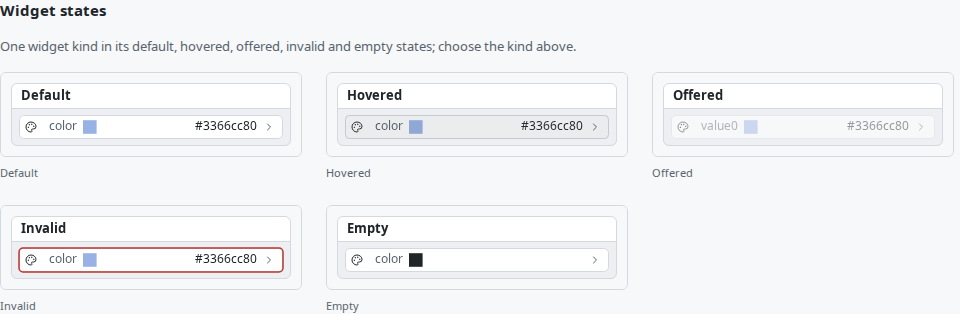 Widget states
One widget kind in its default, hovered, offered, invalid and empty states; choose the kind above.
Default
color #3366cc80
Default
Hovered
color #3366cc80
Hovered
Offered
value0 #3366cc80
Offered
Invalid
color #3366cc80
Invalid
Empty
color
Empty